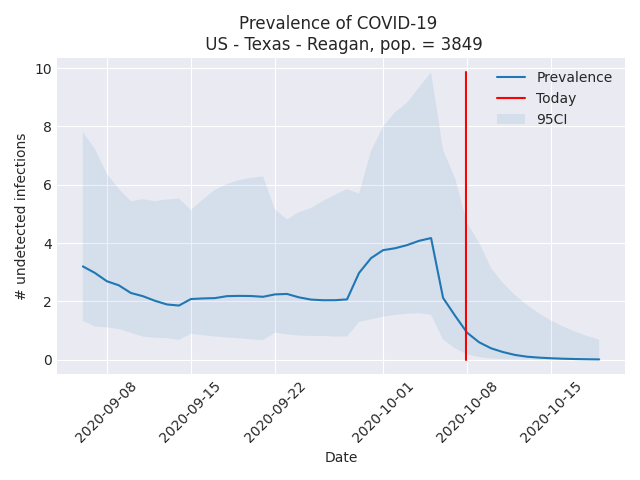 Prevalence of COVID-19
US - Texas - Reagan, pop. = 3849
# undetected infections
10
8
6
4
2
0
Prevalence
Today
95CI
2020-09-08
2020-09-15
2020-09-22
2020-10-01
2020-10-08
2020-10-15
Date